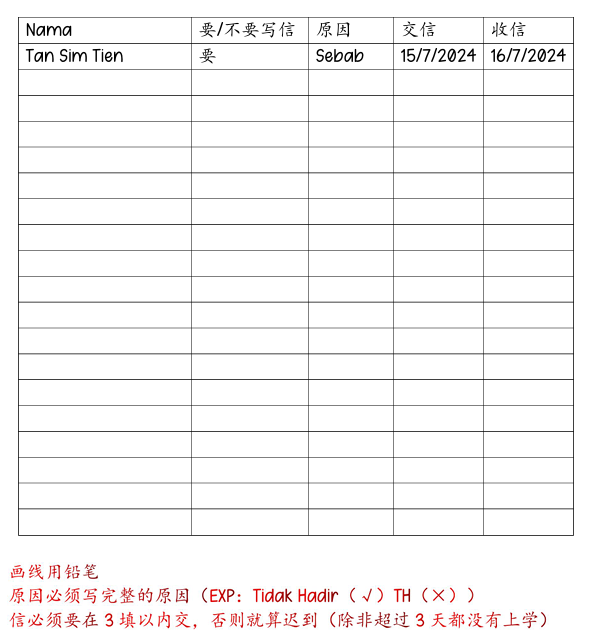 Nama 要/不要写信 原因 交信 收信
Tan Sim Tien 要 Sebab 15/7/2024 16/7/2024
画线用铅笔
原因必须写完整的原因（EXP：Tidak Hadir（√）TH（×））
信必须要在 3 填以内交，否则就算迟到（除非超过 3 天都没有上学）